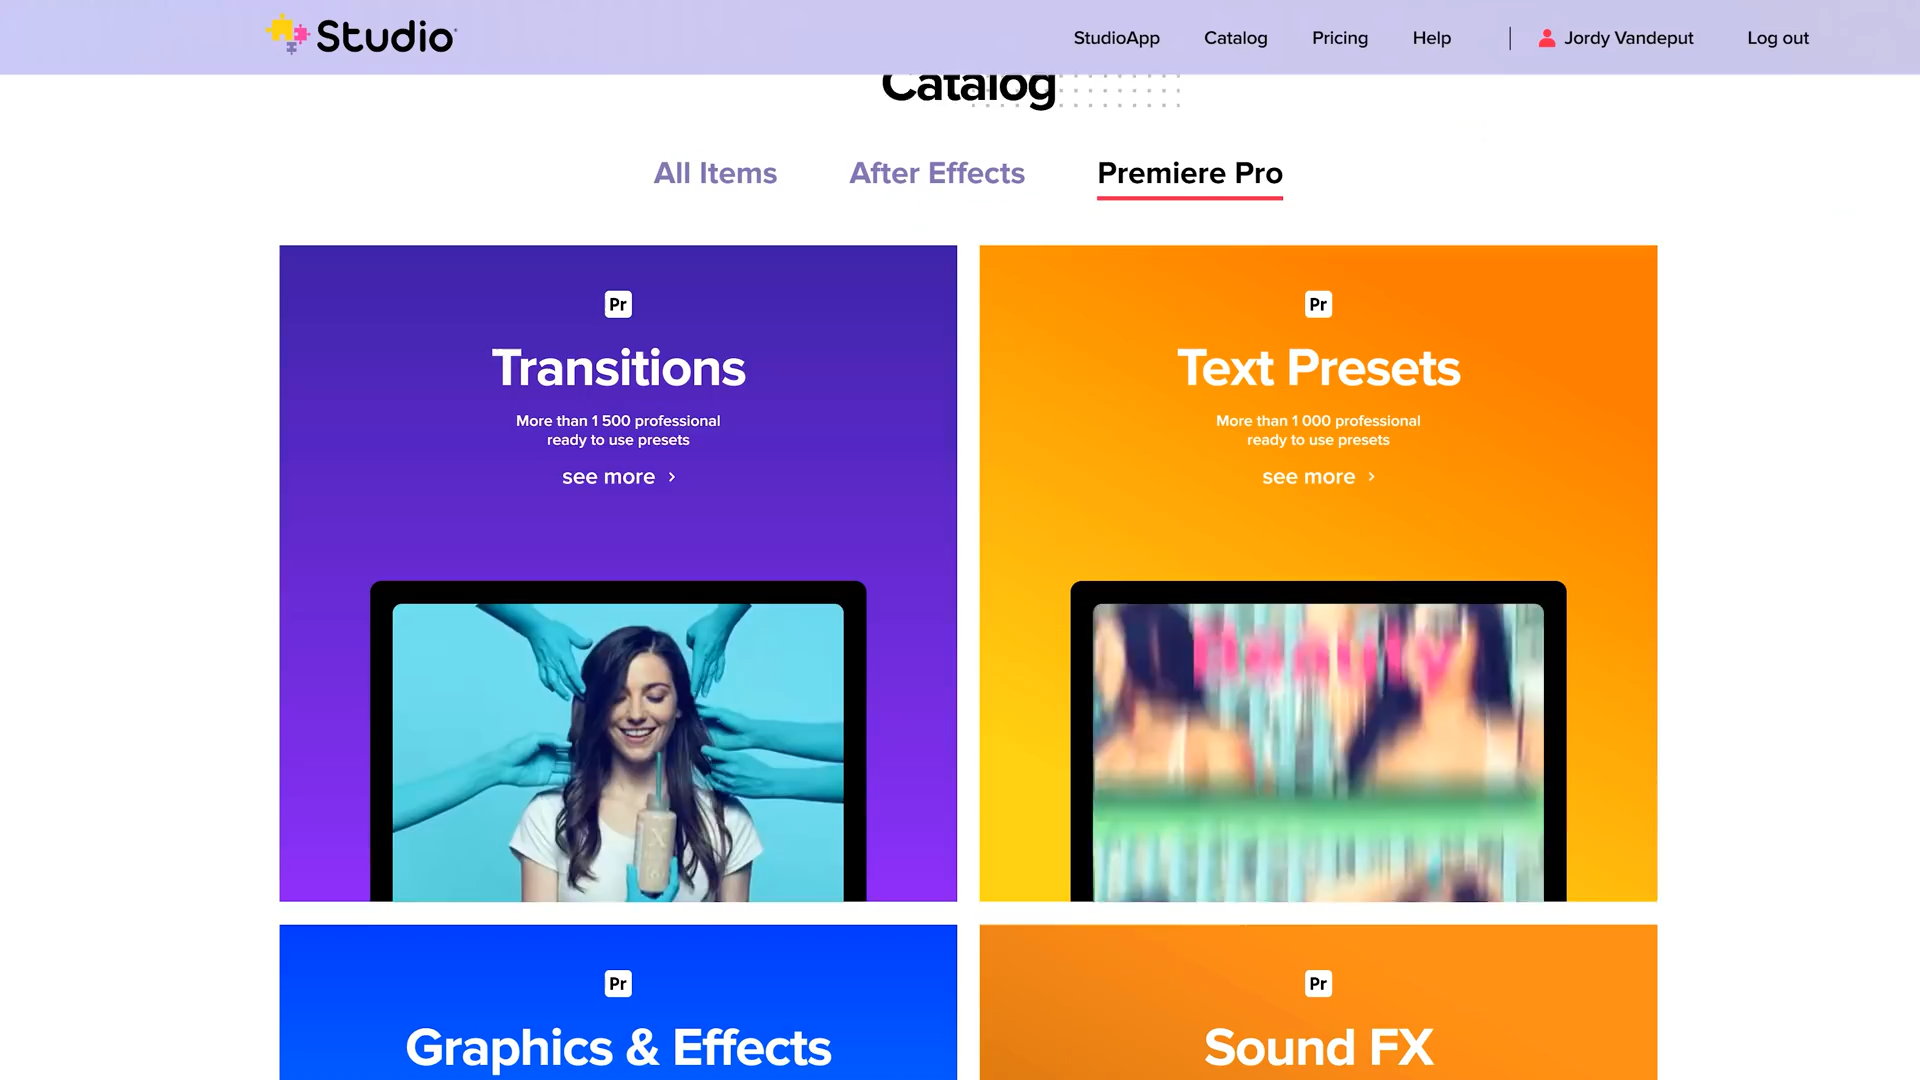 Studio
StudioApp
Catalog
Pricing
Help
Jordy Vandeput
Log out
Catalog
All Items
After Effects
Premiere Pro
Pr
Transitions
More than 1 500 professional
ready to use presets
see more
Pr
Text Presets
More than 1 000 professional
ready to use presets
see more
Beauty
Pr
Graphics & Effects
Pr
Sound FX